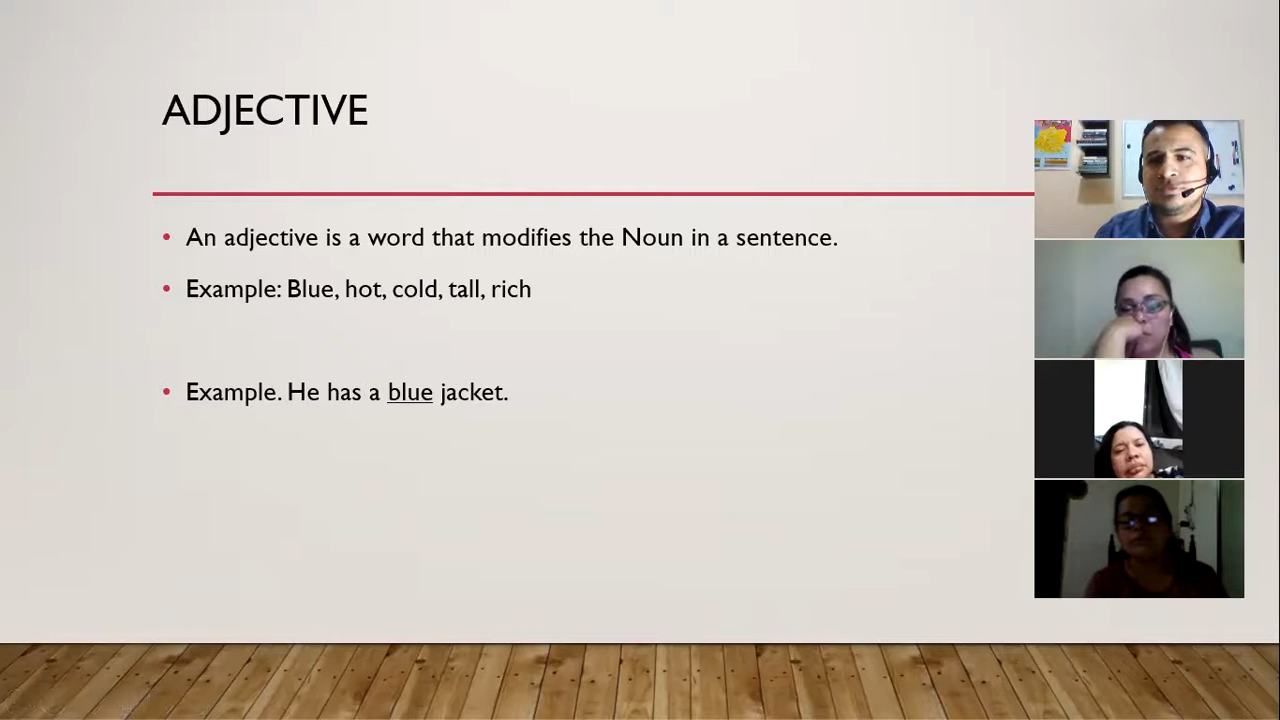 ADJECTIVE
An adjective is a word that modifies the Noun in a sentence.
Example: Blue, hot, cold, tall, rich
Example. He has a blue jacket.